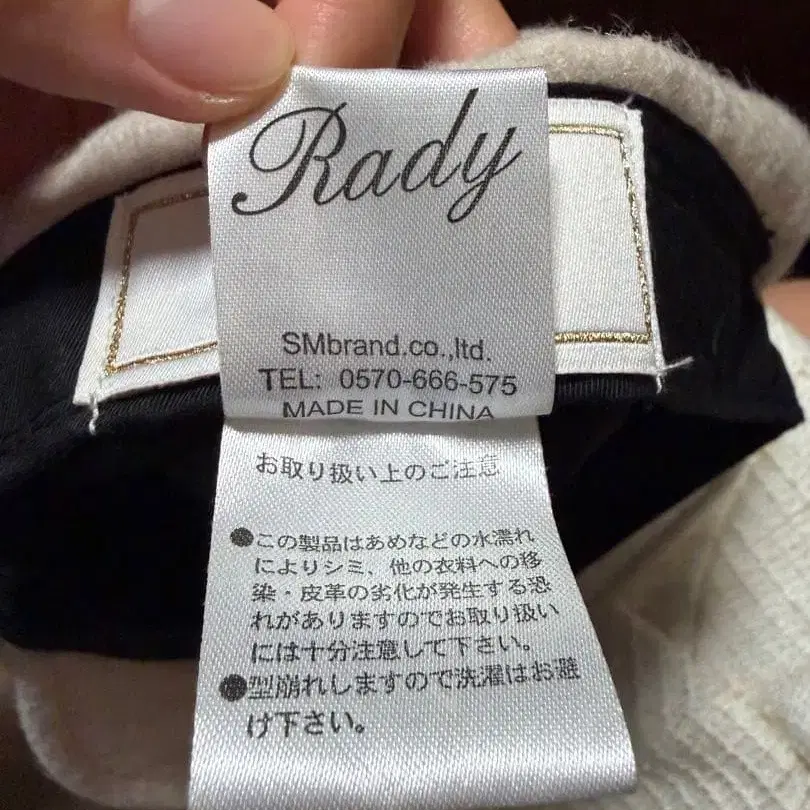 Rady
SMbrand.co.,ltd.
TEL: 0570-666-575
MADE IN CHINA
お取り扱い上のご注意
●この製品はあめなどの水濡れ
によりシミ、他の衣料への移
染・皮革の劣化が発生する恐
れがありますのでお取り扱い
には十分注意して下さい。
●型崩れしますので洗濯はお避
け下さい。